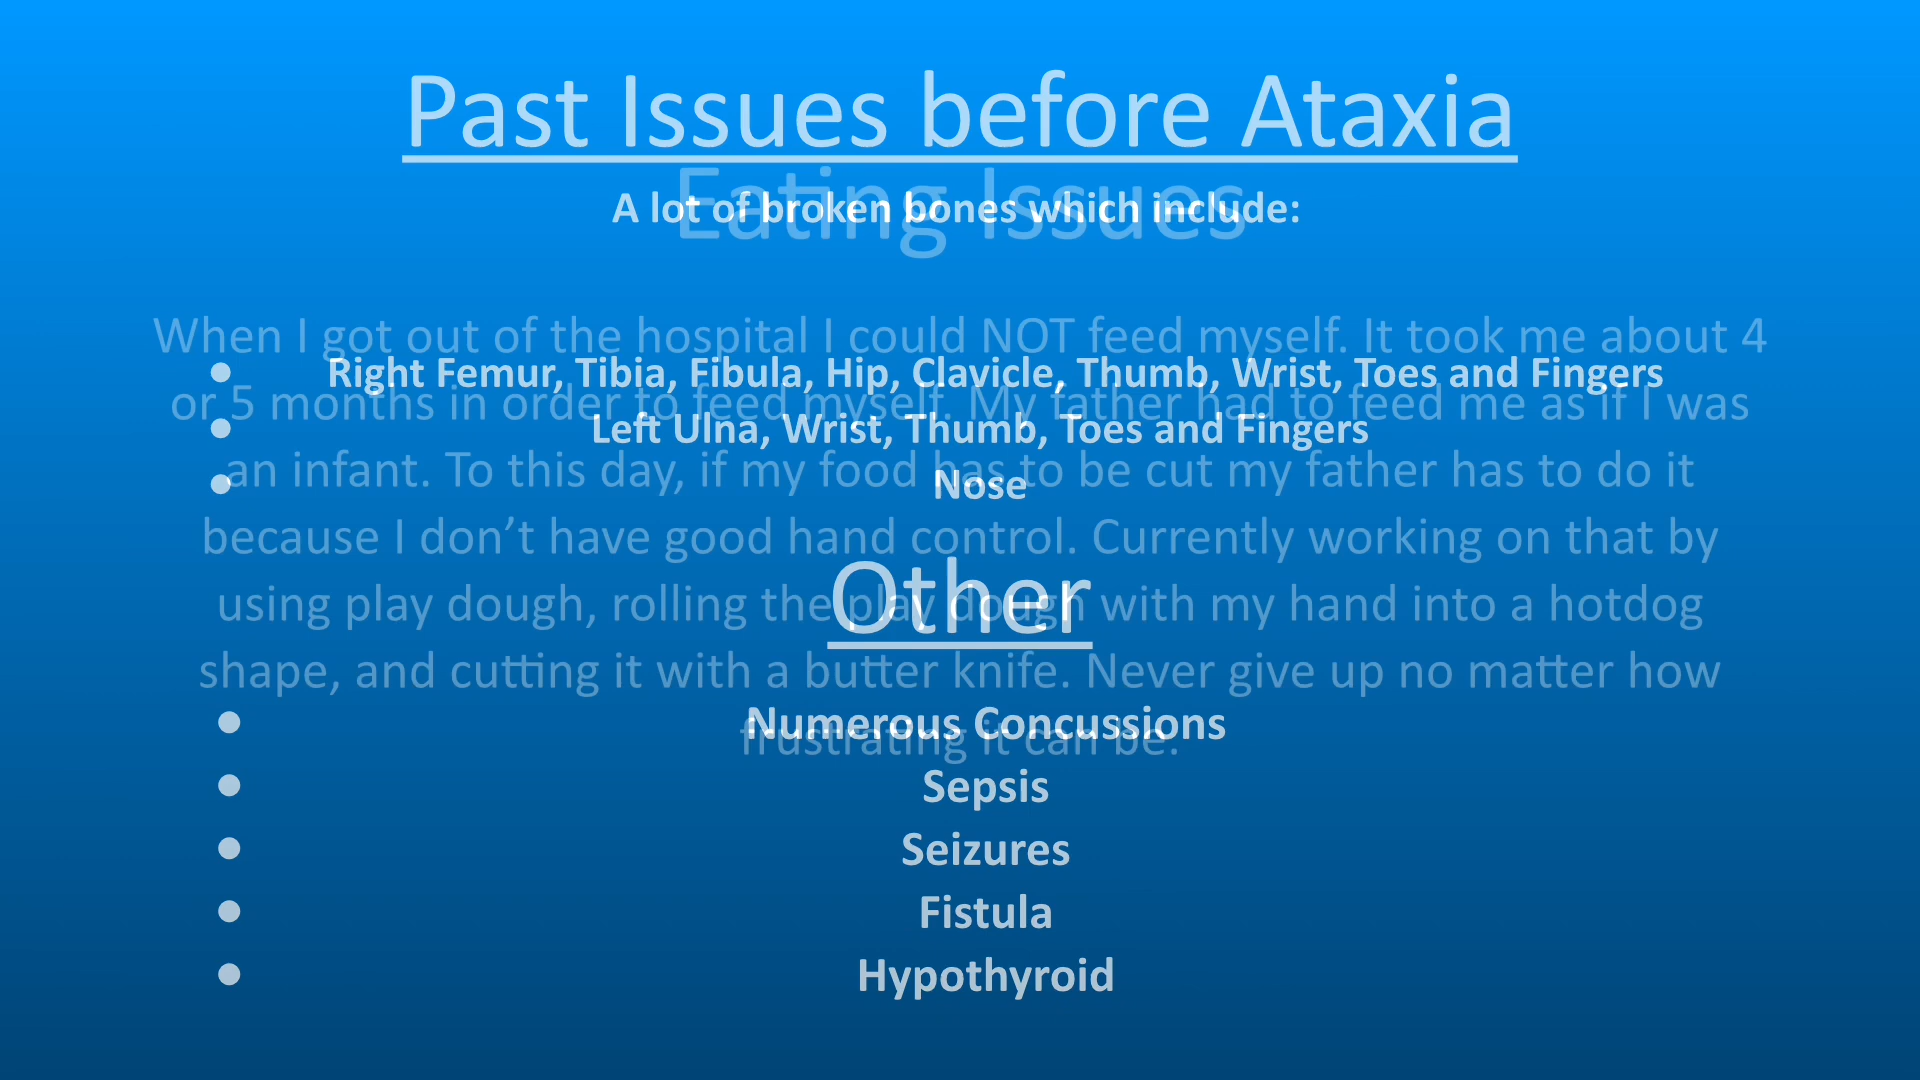 Past Issues before Ataxia
A lot of broken bones which include:
• Right Femur, Tibia, Fibula, Hip, Clavicle, Thumb, Wrist, Toes and Fingers
• Left Ulna, Wrist, Thumb, Toes and Fingers
• Nose
Other
• Numerous Concussions
• Sepsis
• Seizures
• Fistula
• Hypothyroid
Eating Issues
When I got out of the hospital I could NOT feed myself. It took me about 4
or 5 months in order to feed myself. My father had to feed me as if I was
an infant. To this day, if my food has to be cut my father has to do it
because I don’t have good hand control. Currently working on that by
using play dough, rolling the play dough with my hand into a hotdog
shape, and cutting it with a butter knife. Never give up no matter how
frustrating it can be.